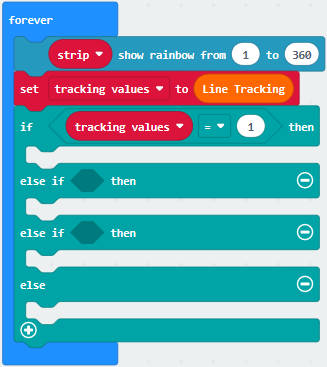 forever
strip show rainbow from 1 to 360
set tracking values to Line Tracking
if tracking values = 1 then
else if then
else if then
else